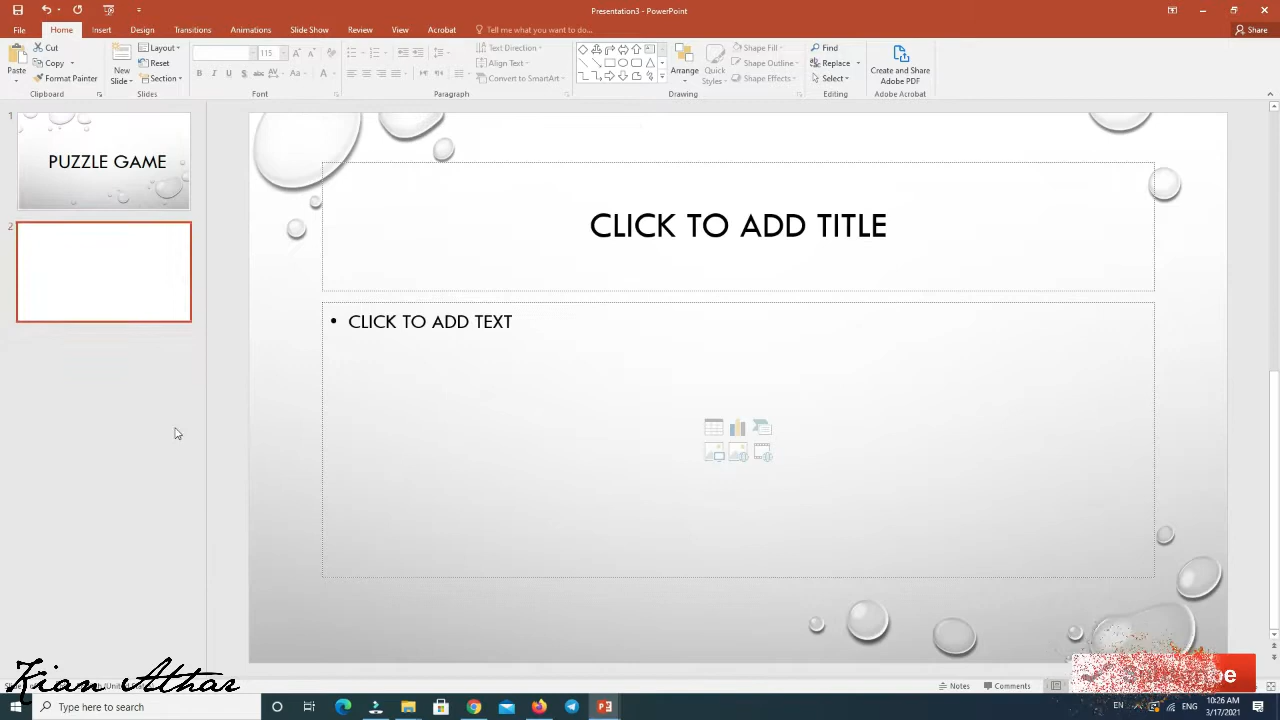 Presentation3 - PowerPoint
File
Home
Insert
Design
Transitions
Animations
Slide Show
Review
View
Acrobat
Tell me what you want to do...
Share
Paste
Cut
Copy
Format Painter
Clipboard
New Slide
Layout
Reset
Section
Slides
115
Font
Text Direction
Align Text
Convert to SmartArt
Paragraph
Arrange
Quick Styles
Shape Fill
Shape Outline
Shape Effects
Drawing
Find
Replace
Select
Editing
Create and Share Adobe PDF
Adobe Acrobat
1
PUZZLE GAME
2
CLICK TO ADD TITLE
• CLICK TO ADD TEXT
Kian Athar
Notes
Comments
Type here to search
EN
ENG
10:26 AM
3/17/2021